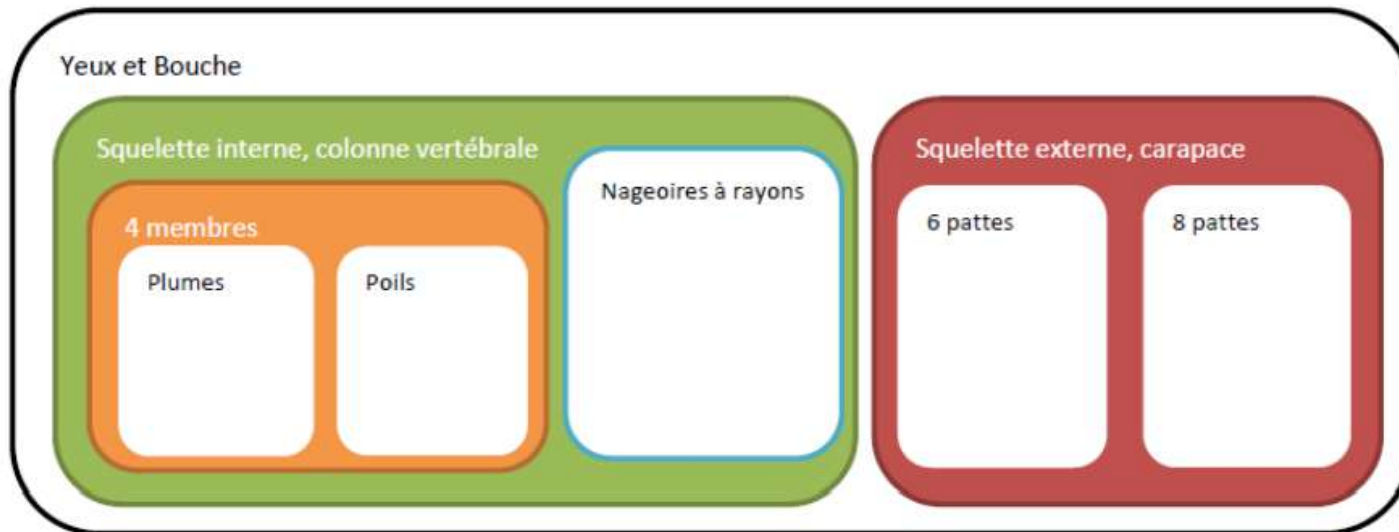 Yeux et Bouche
Squelette interne, colonne vertébrale
Squelette externe, carapace
Nageoires à rayons
6 pattes
8 pattes
4 membres
Plumes
Poils